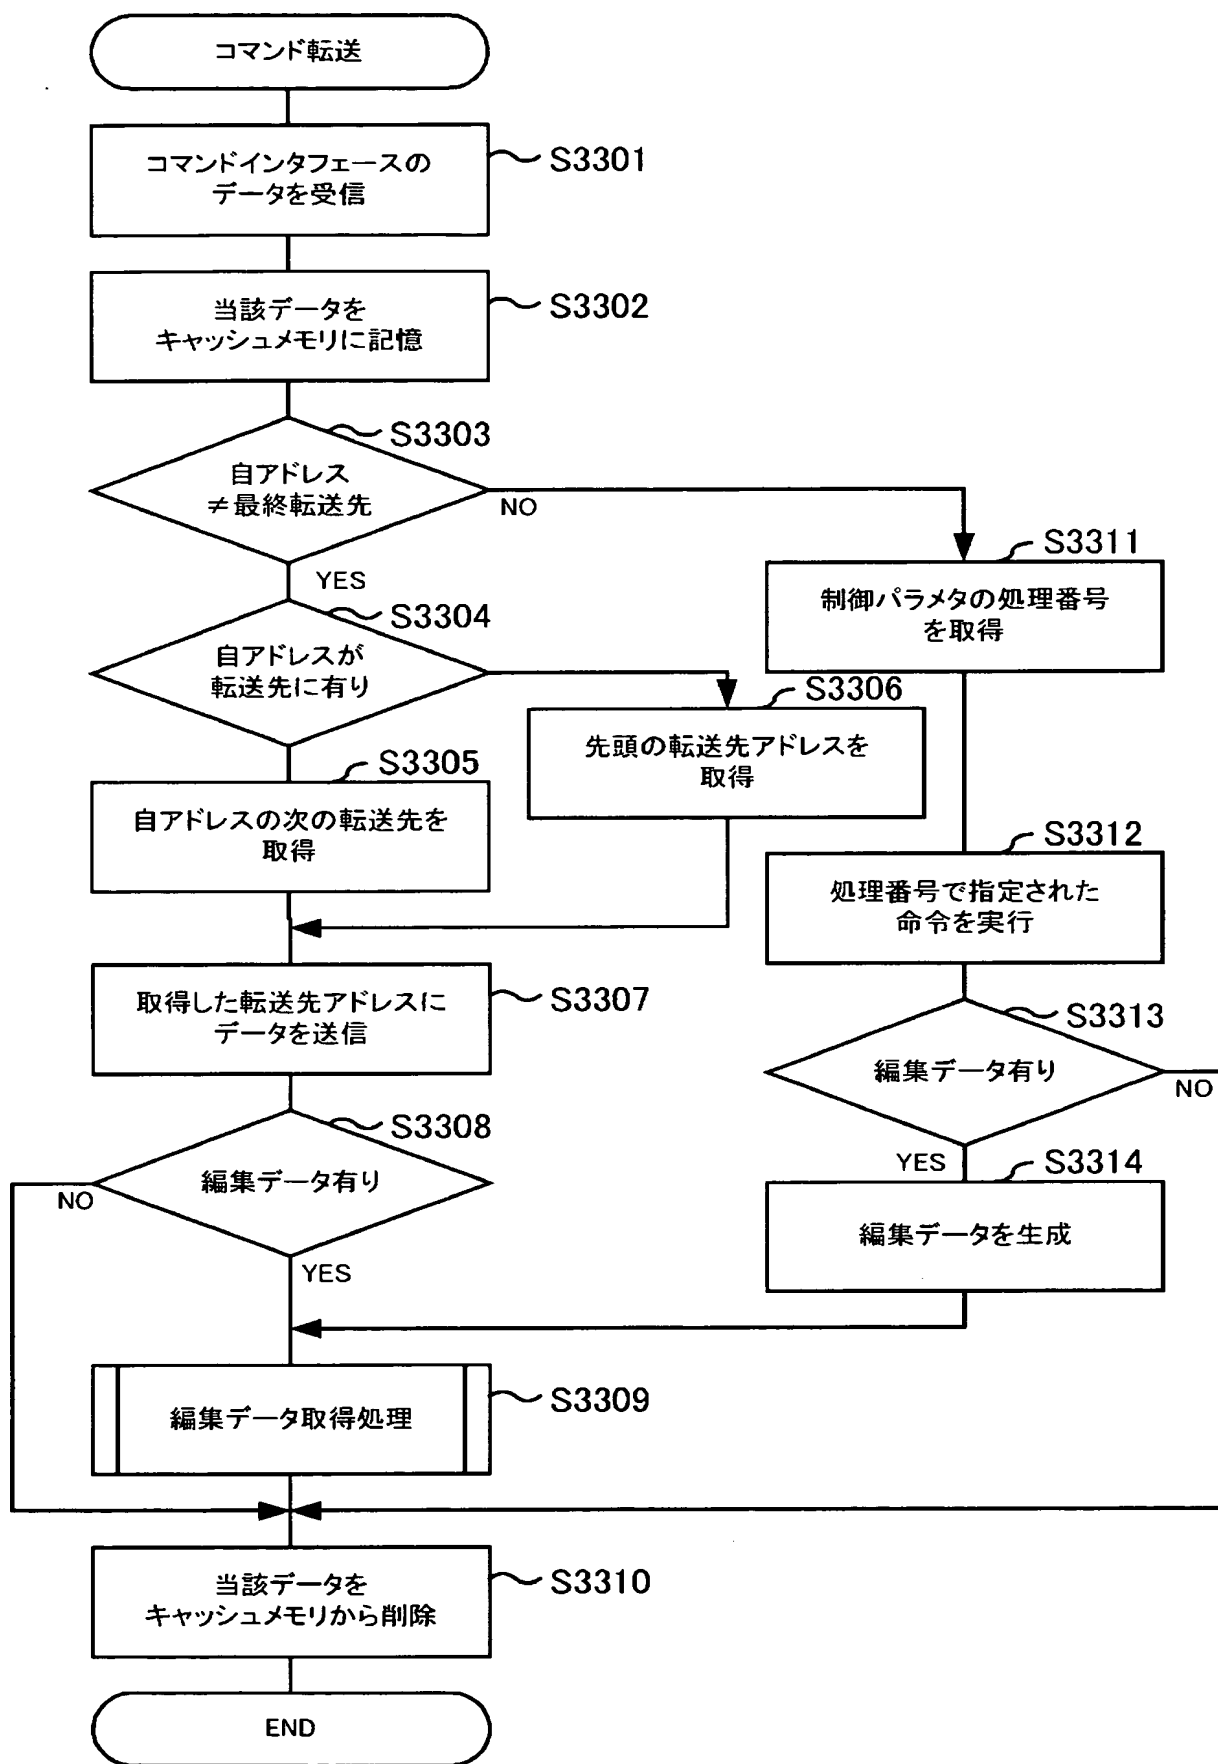 コマンド転送
コマンドインタフェースの
データを受信
S3301
当該データを
キャッシュメモリに記憶
S3302
自アドレス
≠最終転送先
S3303
NO
YES
自アドレスが
転送先に有り
S3304
自アドレスの次の転送先を
取得
S3305
先頭の転送先アドレスを
取得
S3306
取得した転送先アドレスに
データを送信
S3307
編集データ有り
S3308
NO
YES
編集データ取得処理
S3309
当該データを
キャッシュメモリから削除
S3310
END
制御パラメタの処理番号
を取得
S3311
処理番号で指定された
命令を実行
S3312
編集データ有り
S3313
NO
YES
編集データを生成
S3314